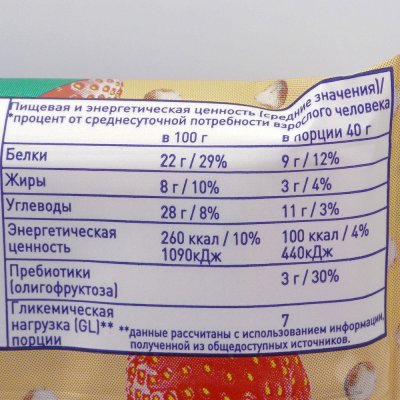 Пищевая и энергетическая ценность (средние значения)/
*процент от среднесуточной потребности взрослого человека
в 100 г в порции 40 г
Белки 22 г / 29% 9 г / 12%
Жиры 8 г / 10% 3 г / 4%
Углеводы 28 г / 8% 11 г / 3%
Энергетическая 260 ккал / 10% 100 ккал / 4%
ценность 1090кДж 440кДж
Пребиотики 3 г / 30%
(олигофруктоза)
Гликемическая 7
нагрузка (GL)** **данные рассчитаны с использованием информации,
порции полученной из общедоступных источников.